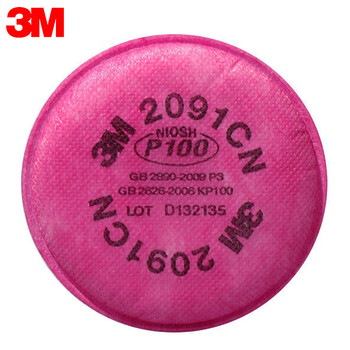 3M
3M 2091CN
NIOSH
P100
GB 2890-2009 P3
GB 2626-2006 KP100
LOT D132135
3M 2091CN